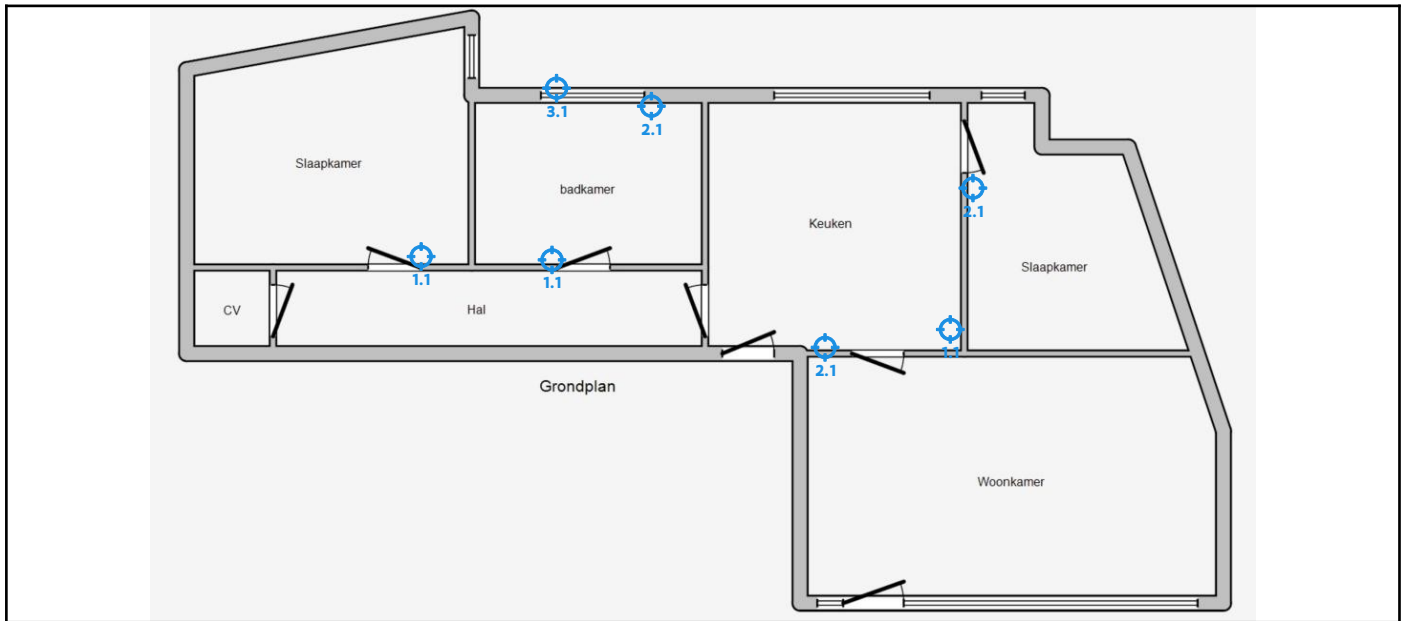 3.1
2.1
Slaapkamer
badkamer
2.1
Keuken
1.1
1.1
Slaapkamer
CV
Hal
1.1
2.1
Grondplan
Woonkamer